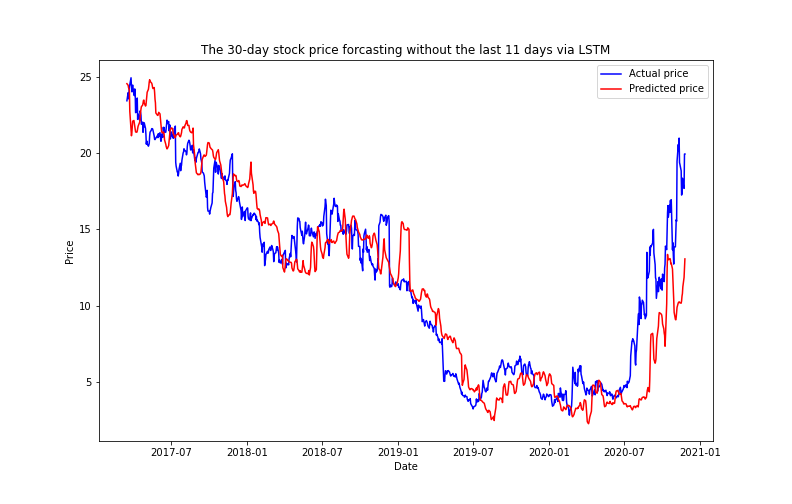 The 30-day stock price forcasting without the last 11 days via LSTM
Actual price
Predicted price
25
20
15
10
5
Price
2017-07
2018-01
2018-07
2019-01
2019-07
2020-01
2020-07
2021-01
Date